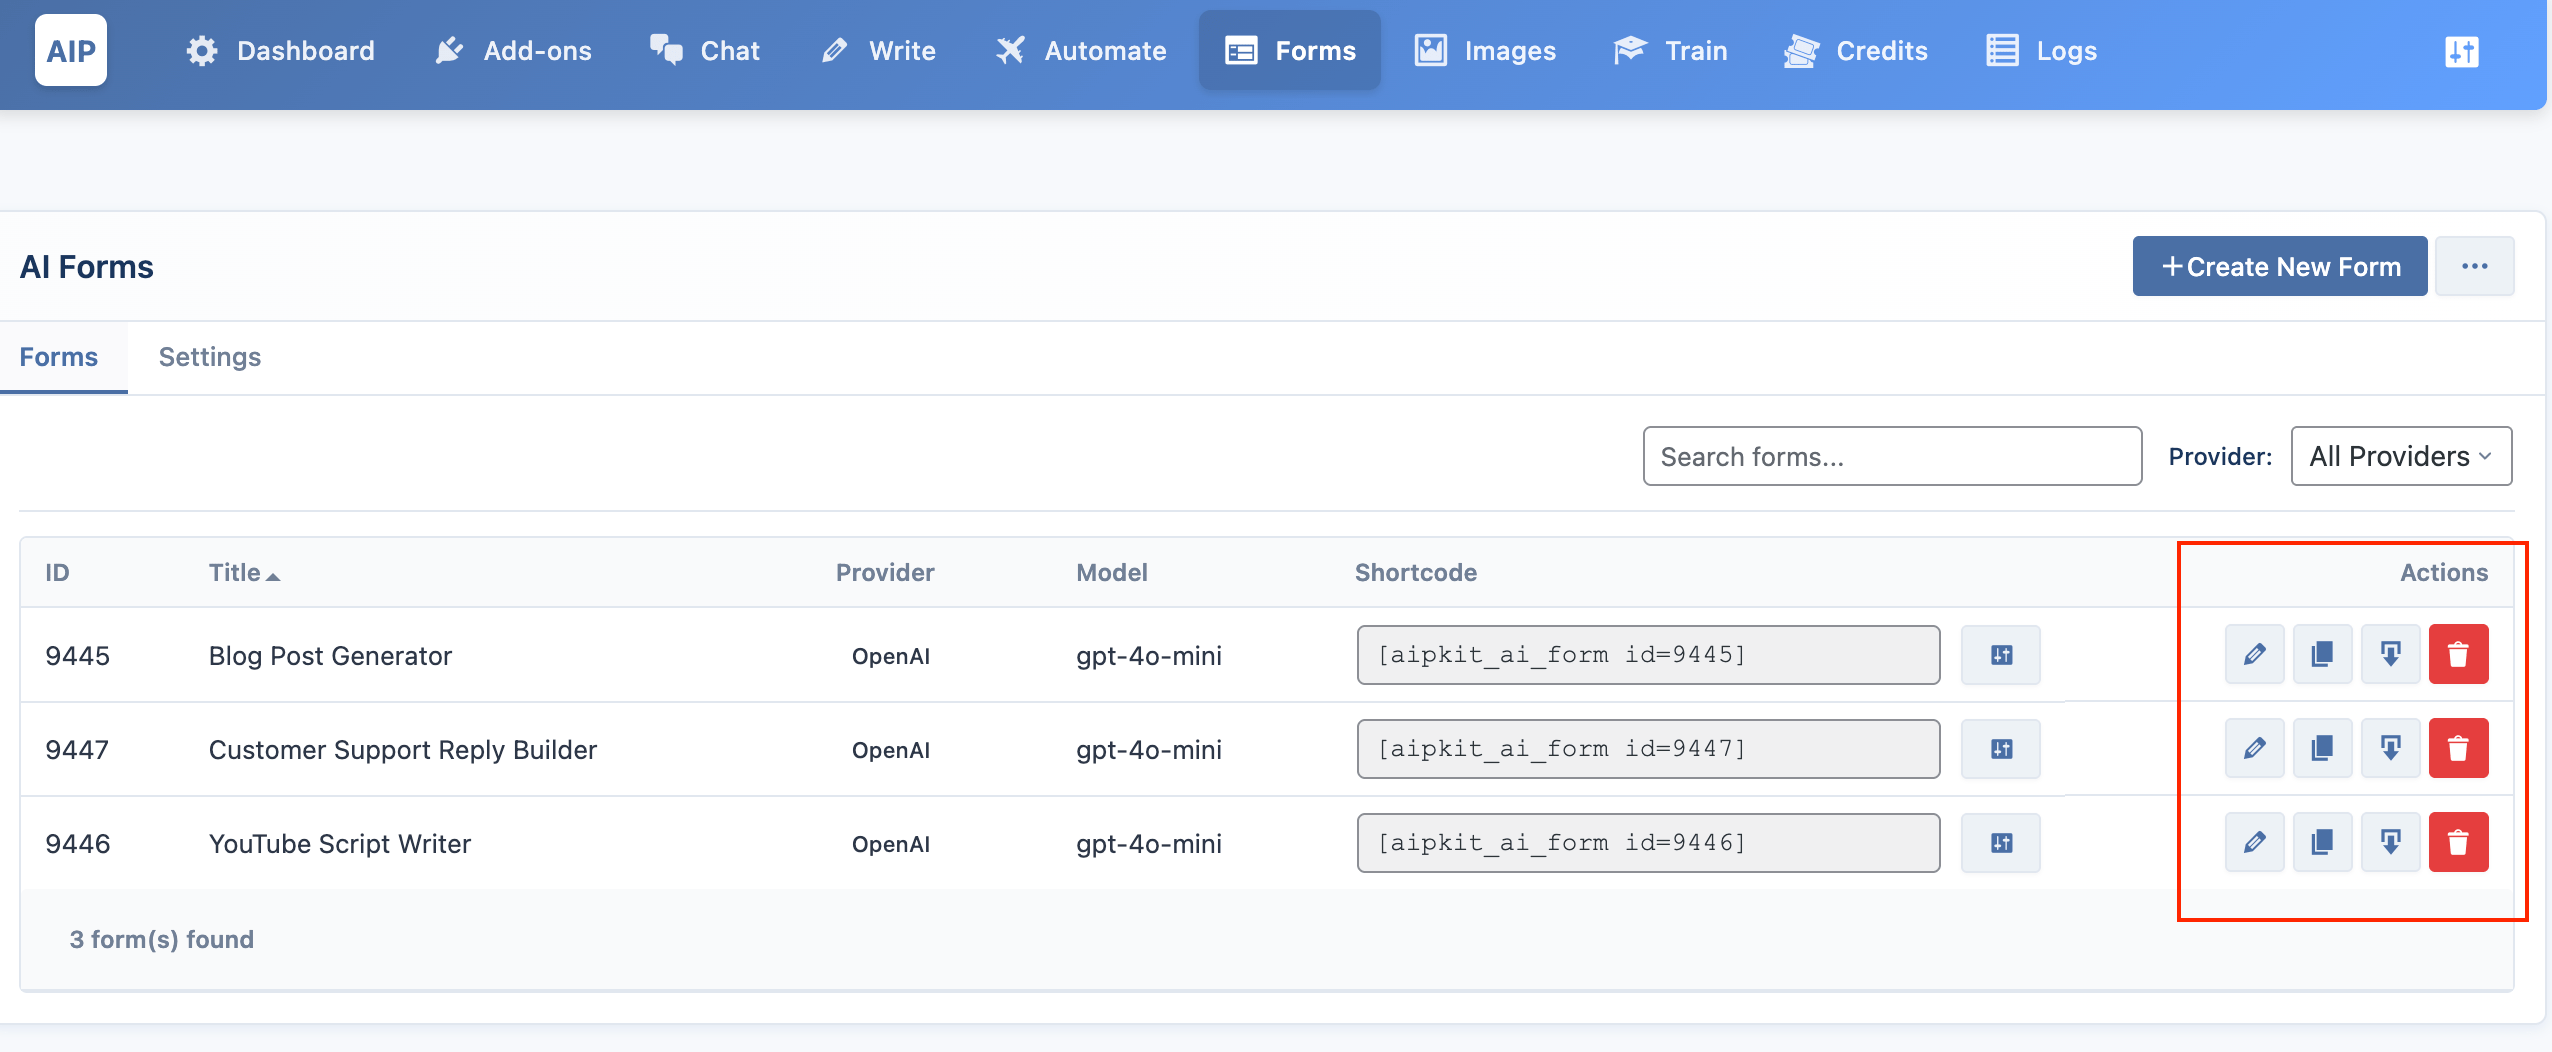 AIP Dashboard Add-ons Chat Write Automate Forms Images Train Credits Logs
AI Forms
+Create New Form ...
Forms Settings
Search forms... Provider: All Providers
ID Title Provider Model Shortcode Actions
9445 Blog Post Generator OpenAI gpt-4o-mini [aipkit_ai_form id=9445]
9447 Customer Support Reply Builder OpenAI gpt-4o-mini [aipkit_ai_form id=9447]
9446 YouTube Script Writer OpenAI gpt-4o-mini [aipkit_ai_form id=9446]
3 form(s) found